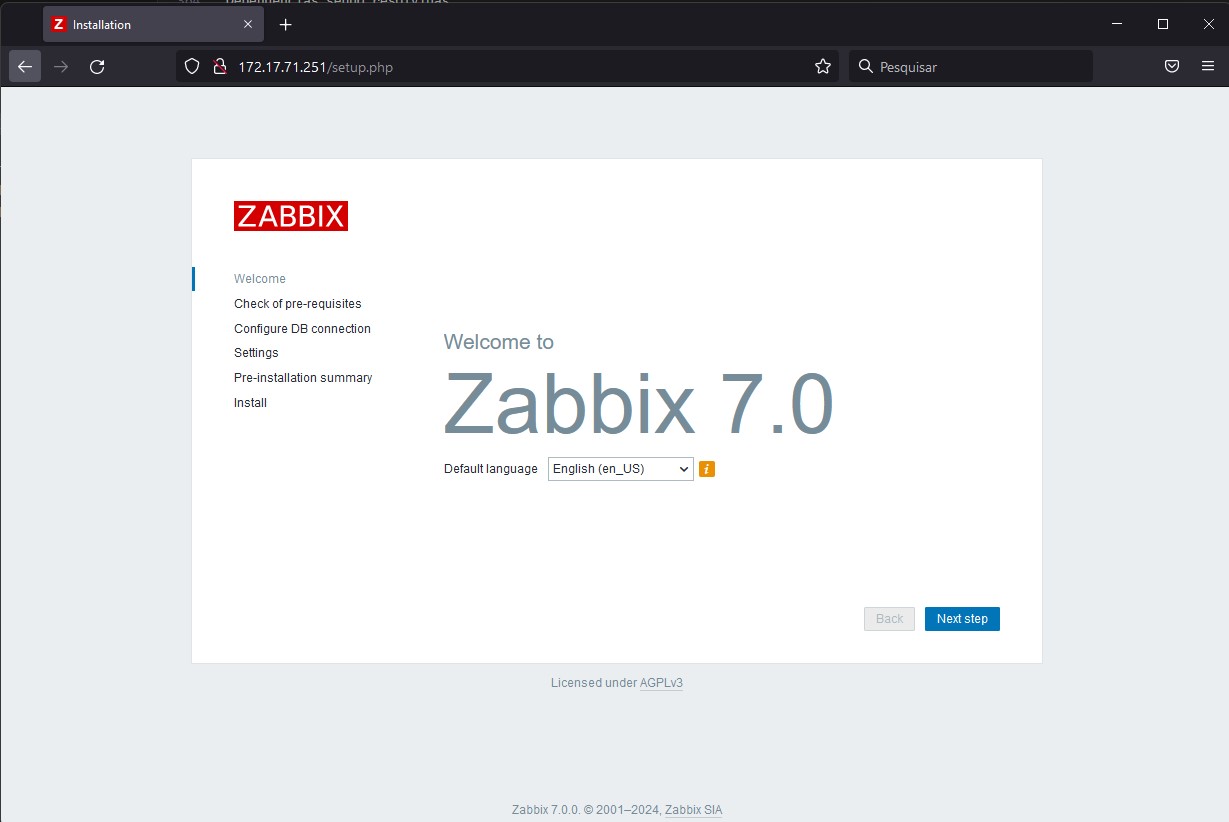 Installation
172.17.71.251/setup.php
Pesquisar
ZABBIX
Welcome
Check of pre-requisites
Configure DB connection
Settings
Pre-installation summary
Install
Welcome to
Zabbix 7.0
Default language English (en_US)
Back Next step
Licensed under AGPLv3
Zabbix 7.0.0. © 2001–2024, Zabbix SIA